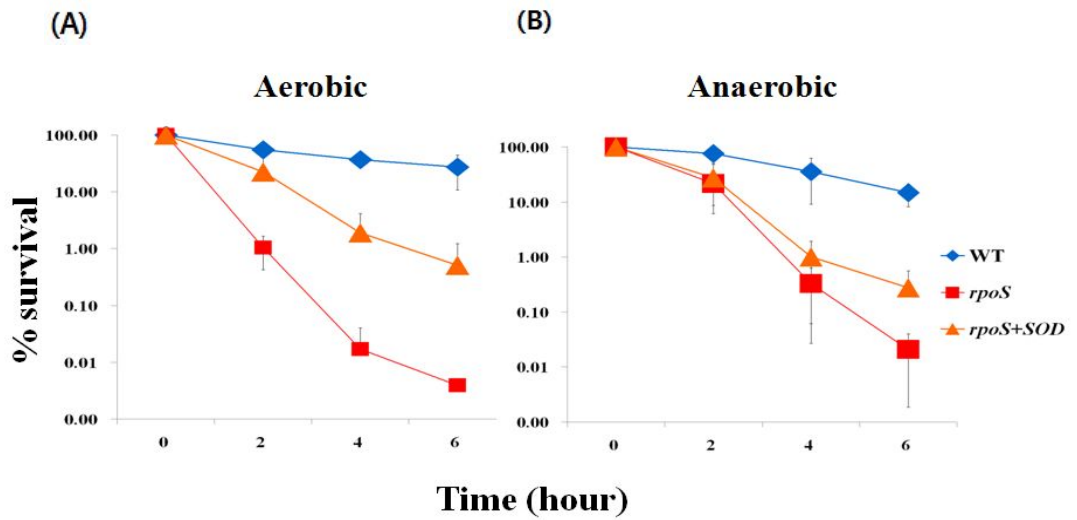 (A)
Aerobic
100.00
10.00
1.00
0.10
0.01
0.00
0
2
4
6
(B)
Anaerobic
100.00
10.00
1.00
0.10
0.01
0.00
0
2
4
6
WT
rpoS
rpoS+SOD
% survival
Time (hour)